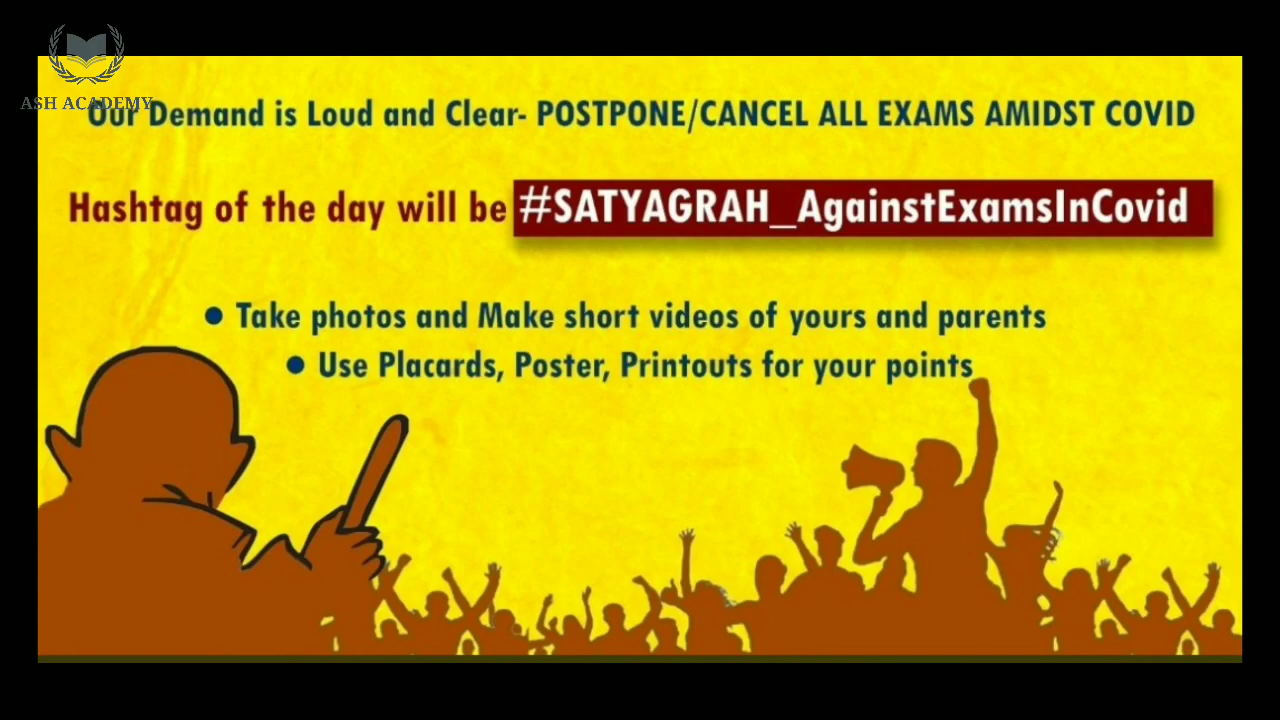 ASH ACADEMY
Our Demand is Loud and Clear- POSTPONE/CANCEL ALL EXAMS AMIDST COVID
Hashtag of the day will be #SATYAGRAH_AgainstExamsInCovid
• Take photos and Make short videos of yours and parents
• Use Placards, Poster, Printouts for your points